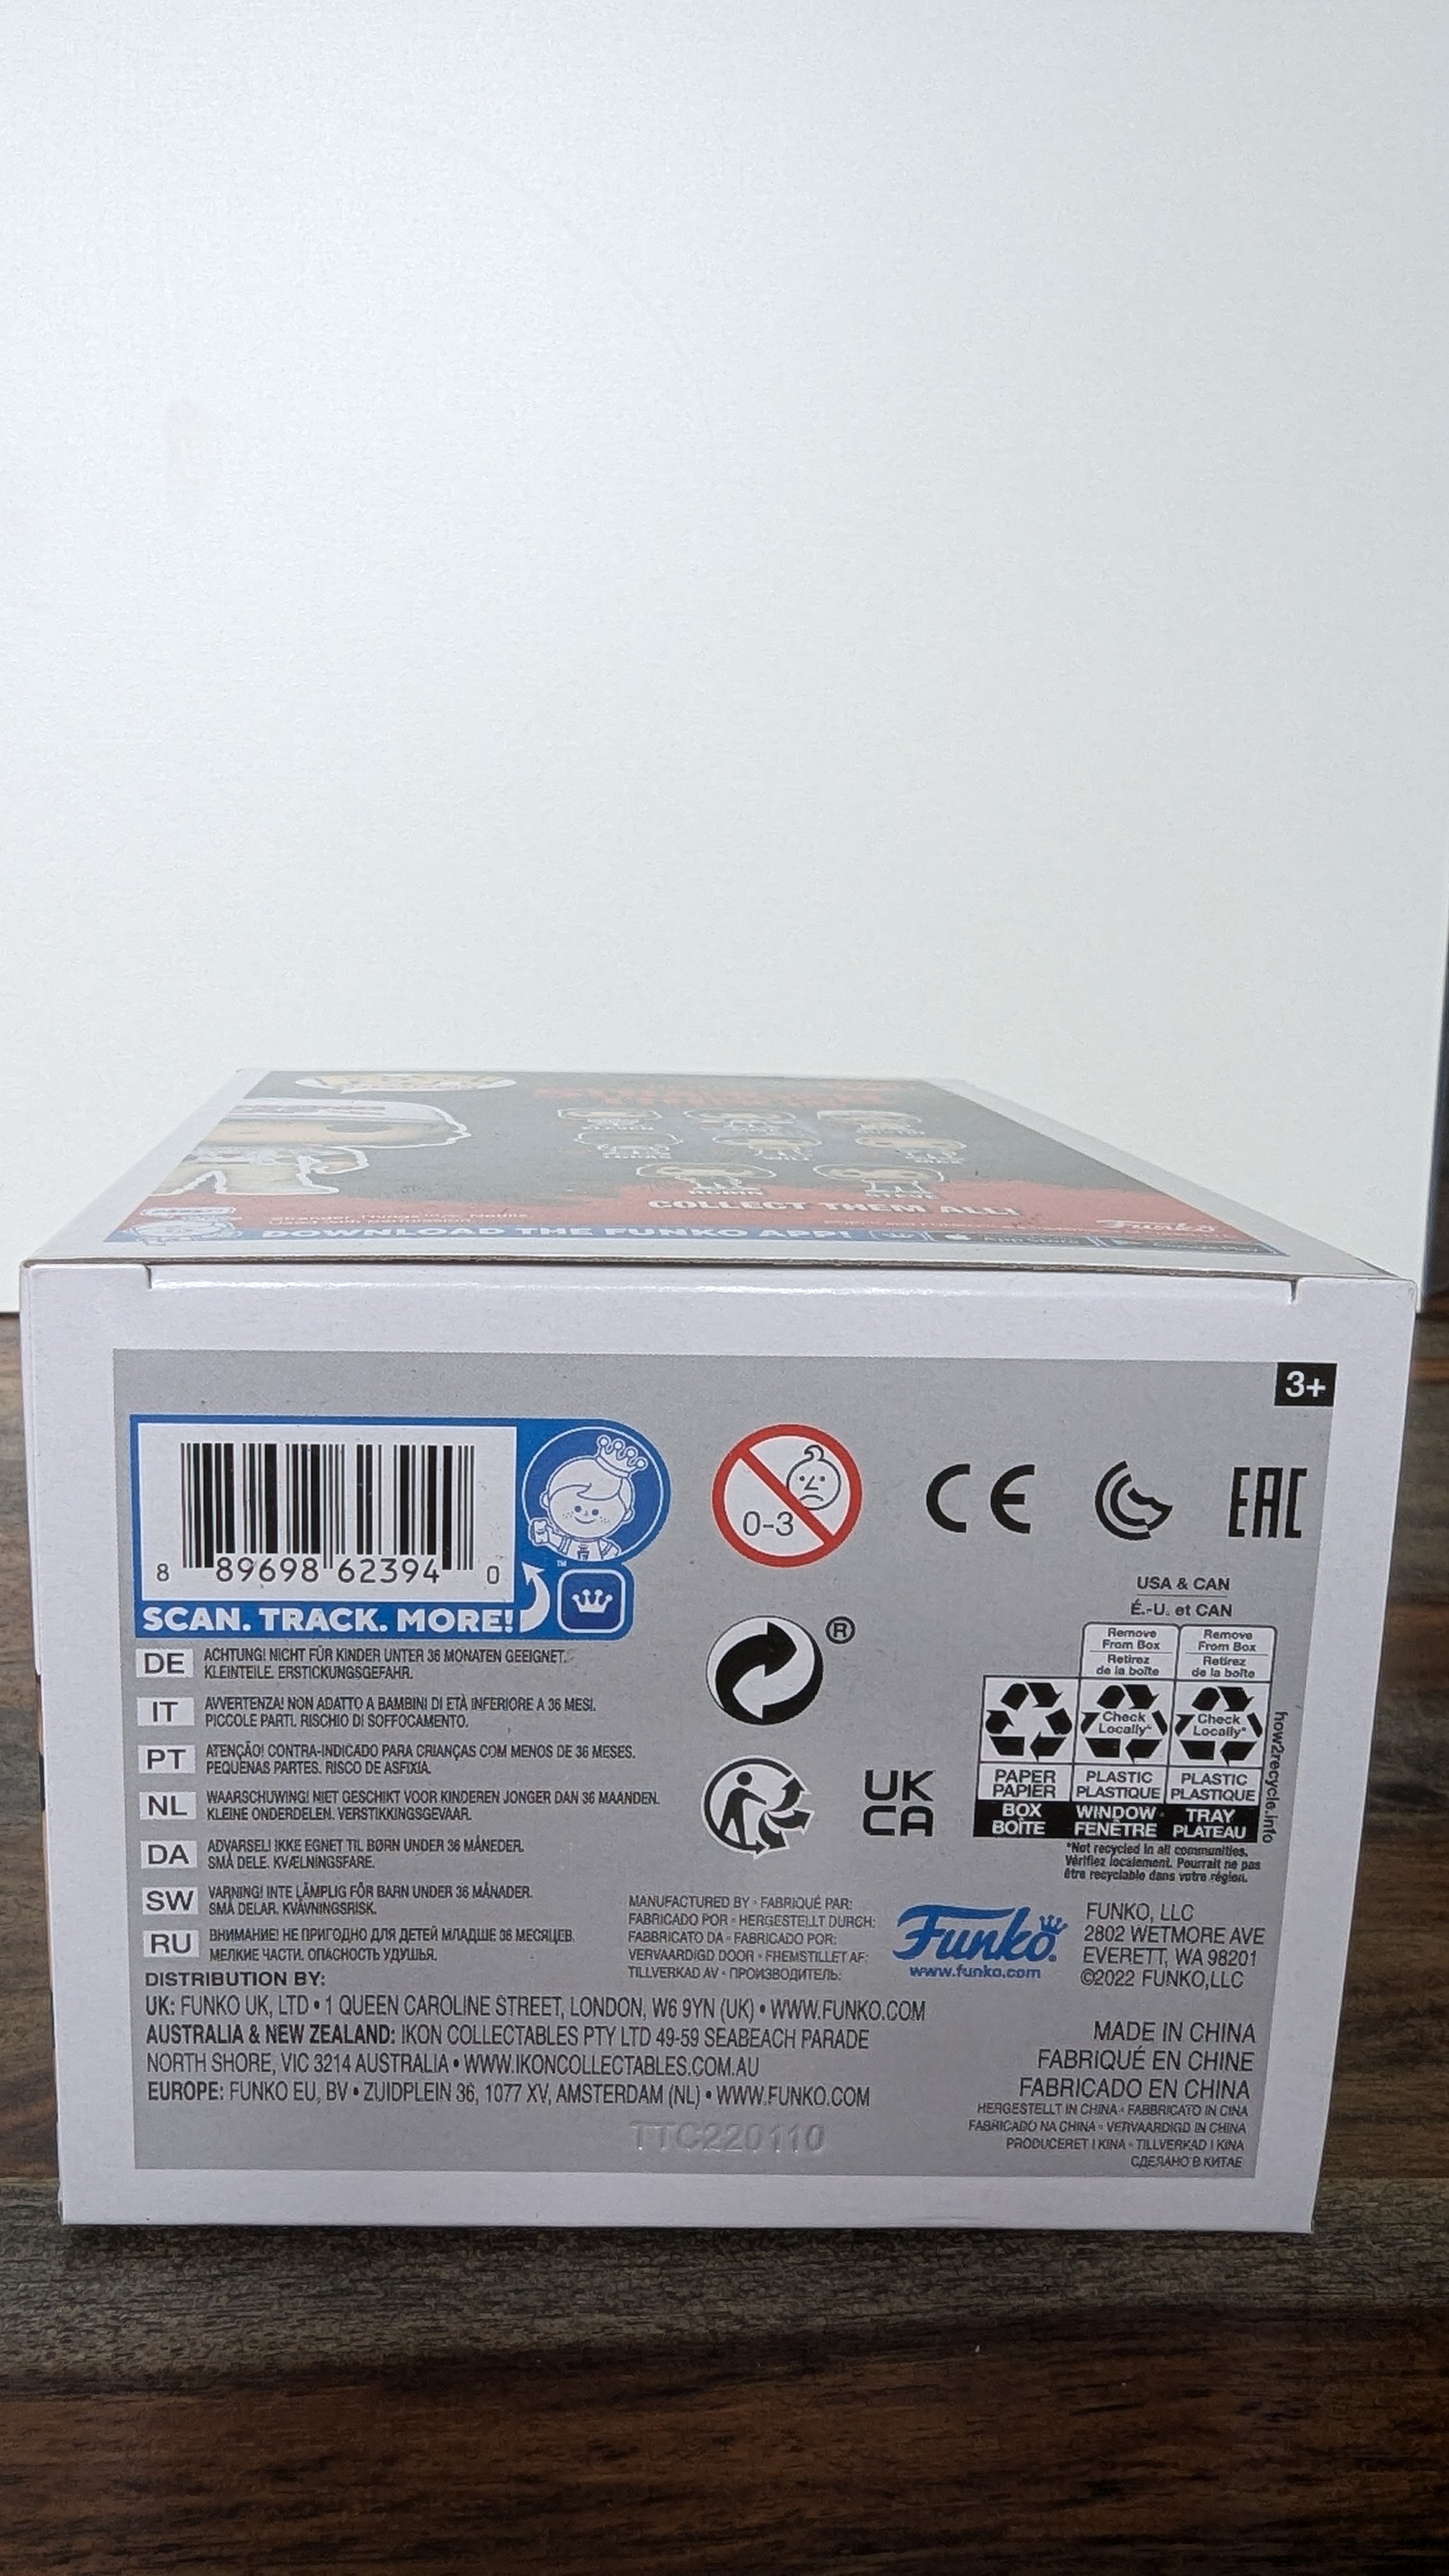 ELEVEN
LUCAS
WILL
MAX
ROBIN
STEVE
COLLECT THEM ALL!
Funko
DOWNLOAD THE FUNKO APP!
3+
8 89698 62394 0
SCAN. TRACK. MORE!
™
0-3
CE
EAC
USA & CAN
É.-U. et CAN
®
Remove
From Box
Retirez
de la boîte
Remove
From Box
Retirez
de la boîte
Check
Locally*
Check
Locally*
PAPER
PAPIER
PLASTIC
PLASTIQUE
PLASTIC
PLASTIQUE
BOX
BOÎTE
WINDOW
FENÊTRE
TRAY
PLATEAU
how2recycle.info
*Not recycled in all communities.
Vérifiez localement. Pourrait ne pas
être recyclable dans votre région.
UK
CA
DE ACHTUNG! NICHT FÜR KINDER UNTER 36 MONATEN GEEIGNET.
KLEINTEILE. ERSTICKUNGSGEFAHR.
IT AVVERTENZA! NON ADATTO A BAMBINI DI ETÀ INFERIORE A 36 MESI.
PICCOLE PARTI. RISCHIO DI SOFFOCAMENTO.
PT ATENÇÃO! CONTRA-INDICADO PARA CRIANÇAS COM MENOS DE 36 MESES.
PEQUENAS PARTES. RISCO DE ASFIXIA.
NL WAARSCHUWING! NIET GESCHIKT VOOR KINDEREN JONGER DAN 36 MAANDEN.
KLEINE ONDERDELEN. VERSTIKKINGSGEVAAR.
DA ADVARSEL! IKKE EGNET TIL BØRN UNDER 36 MÅNEDER.
SMÅ DELE. KVÆLNINGSFARE.
SW VARNING! INTE LÄMPLIG FÖR BARN UNDER 36 MÅNADER.
SMÅ DELAR. KVÄVNINGSRISK.
RU ВНИМАНИЕ! НЕ ПРИГОДНО ДЛЯ ДЕТЕЙ МЛАДШЕ 36 МЕСЯЦЕВ.
МЕЛКИЕ ЧАСТИ. ОПАСНОСТЬ УДУШЬЯ.
MANUFACTURED BY • FABRIQUÉ PAR:
FABRICADO POR • HERGESTELLT DURCH:
FABBRICATO DA • FABRICADO POR:
VERVAARDIGD DOOR • FREMSTILLET AF:
TILLVERKAD AV • ПРОИЗВОДИТЕЛЬ:
Funko
www.funko.com
FUNKO, LLC
2802 WETMORE AVE
EVERETT, WA 98201
©2022 FUNKO,LLC
DISTRIBUTION BY:
UK: FUNKO UK, LTD • 1 QUEEN CAROLINE STREET, LONDON, W6 9YN (UK) • WWW.FUNKO.COM
AUSTRALIA & NEW ZEALAND: IKON COLLECTABLES PTY LTD 49-59 SEABEACH PARADE
NORTH SHORE, VIC 3214 AUSTRALIA • WWW.IKONCOLLECTABLES.COM.AU
EUROPE: FUNKO EU, BV • ZUIDPLEIN 36, 1077 XV, AMSTERDAM (NL) • WWW.FUNKO.COM
MADE IN CHINA
FABRIQUÉ EN CHINE
FABRICADO EN CHINA
HERGESTELLT IN CHINA • FABBRICATO IN CINA
FABRICADO NA CHINA • VERVAARDIGD IN CHINA
PRODUCERET I KINA • TILLVERKAD I KINA
СДЕЛАНО В КИТАЕ
TTC220110